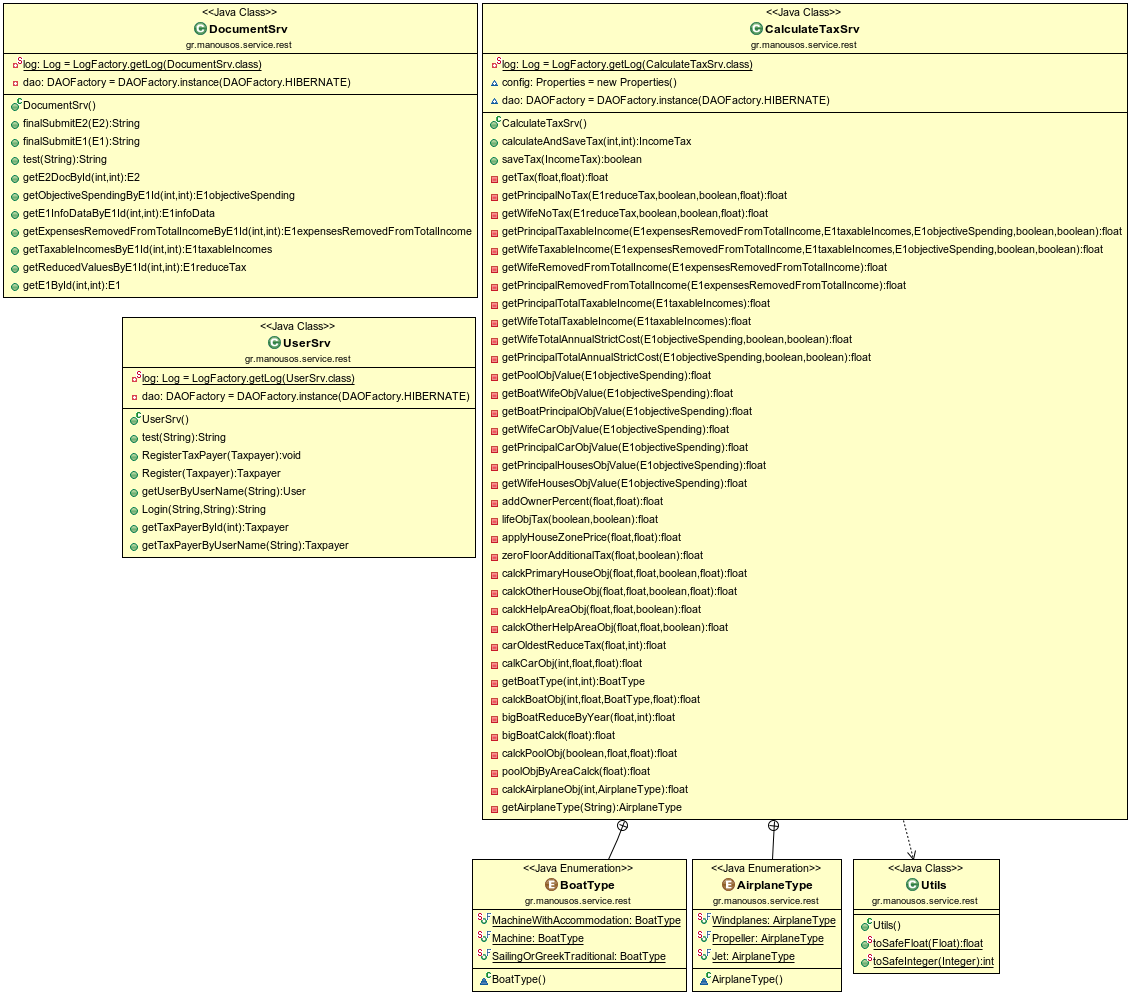 <<Java Class>>
DocumentSrv
gr.manousos.service.rest
log: Log = LogFactory.getLog(DocumentSrv.class)
dao: DAOFactory = DAOFactory.instance(DAOFactory.HIBERNATE)
DocumentSrv()
finalSubmitE2(E2):String
finalSubmitE1(E1):String
test(String):String
getE2DocById(int,int):E2
getObjectiveSpendingByE1Id(int,int):E1objectiveSpending
getE1InfoDataByE1Id(int,int):E1infoData
getExpensesRemovedFromTotalIncomeByE1Id(int,int):E1expensesRemovedFromTotalIncome
getTaxableIncomesByE1Id(int,int):E1taxableIncomes
getReducedValuesByE1Id(int,int):E1reduceTax
getE1ById(int,int):E1
<<Java Class>>
UserSrv
gr.manousos.service.rest
log: Log = LogFactory.getLog(UserSrv.class)
dao: DAOFactory = DAOFactory.instance(DAOFactory.HIBERNATE)
UserSrv()
test(String):String
RegisterTaxPayer(Taxpayer):void
Register(Taxpayer):Taxpayer
getUserByUserName(String):User
Login(String,String):String
getTaxPayerById(int):Taxpayer
getTaxPayerByUserName(String):Taxpayer
<<Java Class>>
CalculateTaxSrv
gr.manousos.service.rest
log: Log = LogFactory.getLog(CalculateTaxSrv.class)
config: Properties = new Properties()
dao: DAOFactory = DAOFactory.instance(DAOFactory.HIBERNATE)
CalculateTaxSrv()
calculateAndSaveTax(int,int):IncomeTax
saveTax(IncomeTax):boolean
getTax(float,float):float
getPrincipalNoTax(E1reduceTax,boolean,boolean,float):float
getWifeNoTax(E1reduceTax,boolean,boolean,float):float
getPrincipalTaxableIncome(E1expensesRemovedFromTotalIncome,E1taxableIncomes,E1objectiveSpending,boolean,boolean):float
getWifeTaxableIncome(E1expensesRemovedFromTotalIncome,E1taxableIncomes,E1objectiveSpending,boolean,boolean):float
getWifeRemovedFromTotalIncome(E1expensesRemovedFromTotalIncome):float
getPrincipalRemovedFromTotalIncome(E1expensesRemovedFromTotalIncome):float
getPrincipalTotalTaxableIncome(E1taxableIncomes):float
getWifeTotalTaxableIncome(E1taxableIncomes):float
getWifeTotalAnnualStrictCost(E1objectiveSpending,boolean,boolean):float
getPrincipalTotalAnnualStrictCost(E1objectiveSpending,boolean,boolean):float
getPoolObjValue(E1objectiveSpending):float
getBoatWifeObjValue(E1objectiveSpending):float
getBoatPrincipalObjValue(E1objectiveSpending):float
getWifeCarObjValue(E1objectiveSpending):float
getPrincipalCarObjValue(E1objectiveSpending):float
getPrincipalHousesObjValue(E1objectiveSpending):float
getWifeHousesObjValue(E1objectiveSpending):float
addOwnerPercent(float,float):float
lifeObjTax(boolean,boolean):float
applyHouseZonePrice(float,float):float
zeroFloorAdditionalTax(float,boolean):float
calckPrimaryHouseObj(float,float,boolean,float):float
calckOtherHouseObj(float,float,boolean,float):float
calckHelpAreaObj(float,float,boolean):float
calckOtherHelpAreaObj(float,float,boolean):float
carOldestReduceTax(float,int):float
calkCarObj(int,float,float):float
getBoatType(int,int):BoatType
calckBoatObj(int,float,BoatType,float):float
bigBoatReduceByYear(float,int):float
bigBoatCalck(float):float
calckPoolObj(boolean,float,float):float
poolObjByAreaCalck(float):float
calckAirplaneObj(int,AirplaneType):float
getAirplaneType(String):AirplaneType
<<Java Enumeration>>
BoatType
gr.manousos.service.rest
MachineWithAccommodation: BoatType
Machine: BoatType
SailingOrGreekTraditional: BoatType
BoatType()
<<Java Enumeration>>
AirplaneType
gr.manousos.service.rest
Windplanes: AirplaneType
Propeller: AirplaneType
Jet: AirplaneType
AirplaneType()
<<Java Class>>
Utils
gr.manousos.service.rest
Utils()
toSafeFloat(Float):float
toSafeInteger(Integer):int